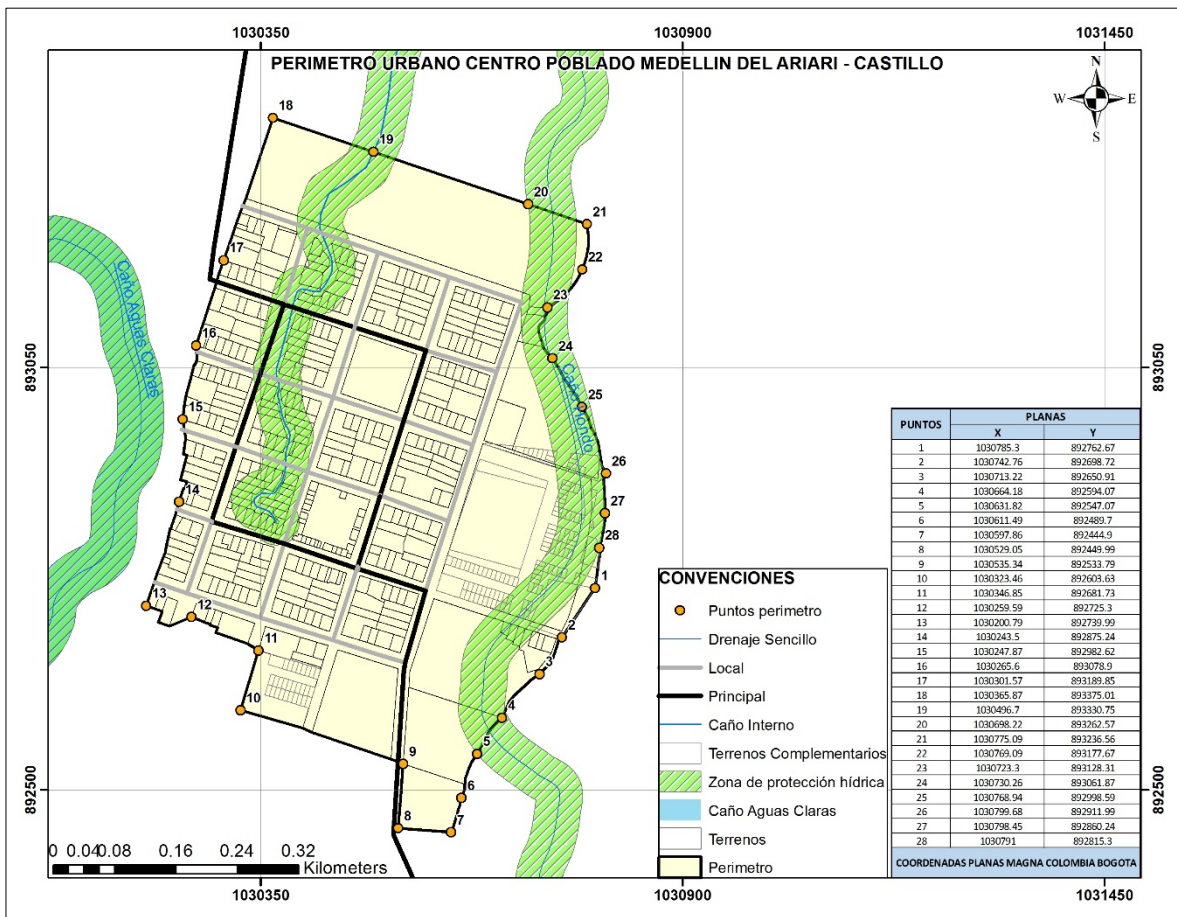 1030350 1030900 1031450
PERIMETRO URBANO CENTRO POBLADO MEDELLIN DEL ARIARI - CASTILLO
N
W E
S
18
19
20
21
22
17
23
16
24
893050 893050
Caño Aguas Claras
Caño Hondo
25
15
26
14
27
28
1
13
12
2
11
3
10
4
5
9
6
8
7
892500 892500
PUNTOS PLANAS
X Y
1 1030785.3 892762.67
2 1030742.76 892698.72
3 1030713.22 892650.91
4 1030664.18 892594.07
5 1030631.82 892547.07
6 1030611.49 892489.7
7 1030597.86 892444.9
8 1030529.05 892449.99
9 1030535.34 892533.79
10 1030323.46 892603.63
11 1030346.85 892681.73
12 1030259.59 892725.3
13 1030200.79 892739.99
14 1030243.5 892875.24
15 1030247.87 892982.62
16 1030265.6 893078.9
17 1030301.57 893189.85
18 1030365.87 893375.01
19 1030496.7 893330.75
20 1030698.22 893262.57
21 1030775.09 893236.56
22 1030769.09 893177.67
23 1030723.3 893128.31
24 1030730.26 893061.87
25 1030768.94 892998.59
26 1030799.68 892911.99
27 1030798.45 892860.24
28 1030791 892815.3
COORDENADAS PLANAS MAGNA COLOMBIA BOGOTA
CONVENCIONES
Puntos perimetro
Drenaje Sencillo
Local
Principal
Caño Interno
Terrenos Complementarios
Zona de protección hídrica
Caño Aguas Claras
Terrenos
Perimetro
0 0.04 0.08 0.16 0.24 0.32
Kilometers
1030350 1030900 1031450